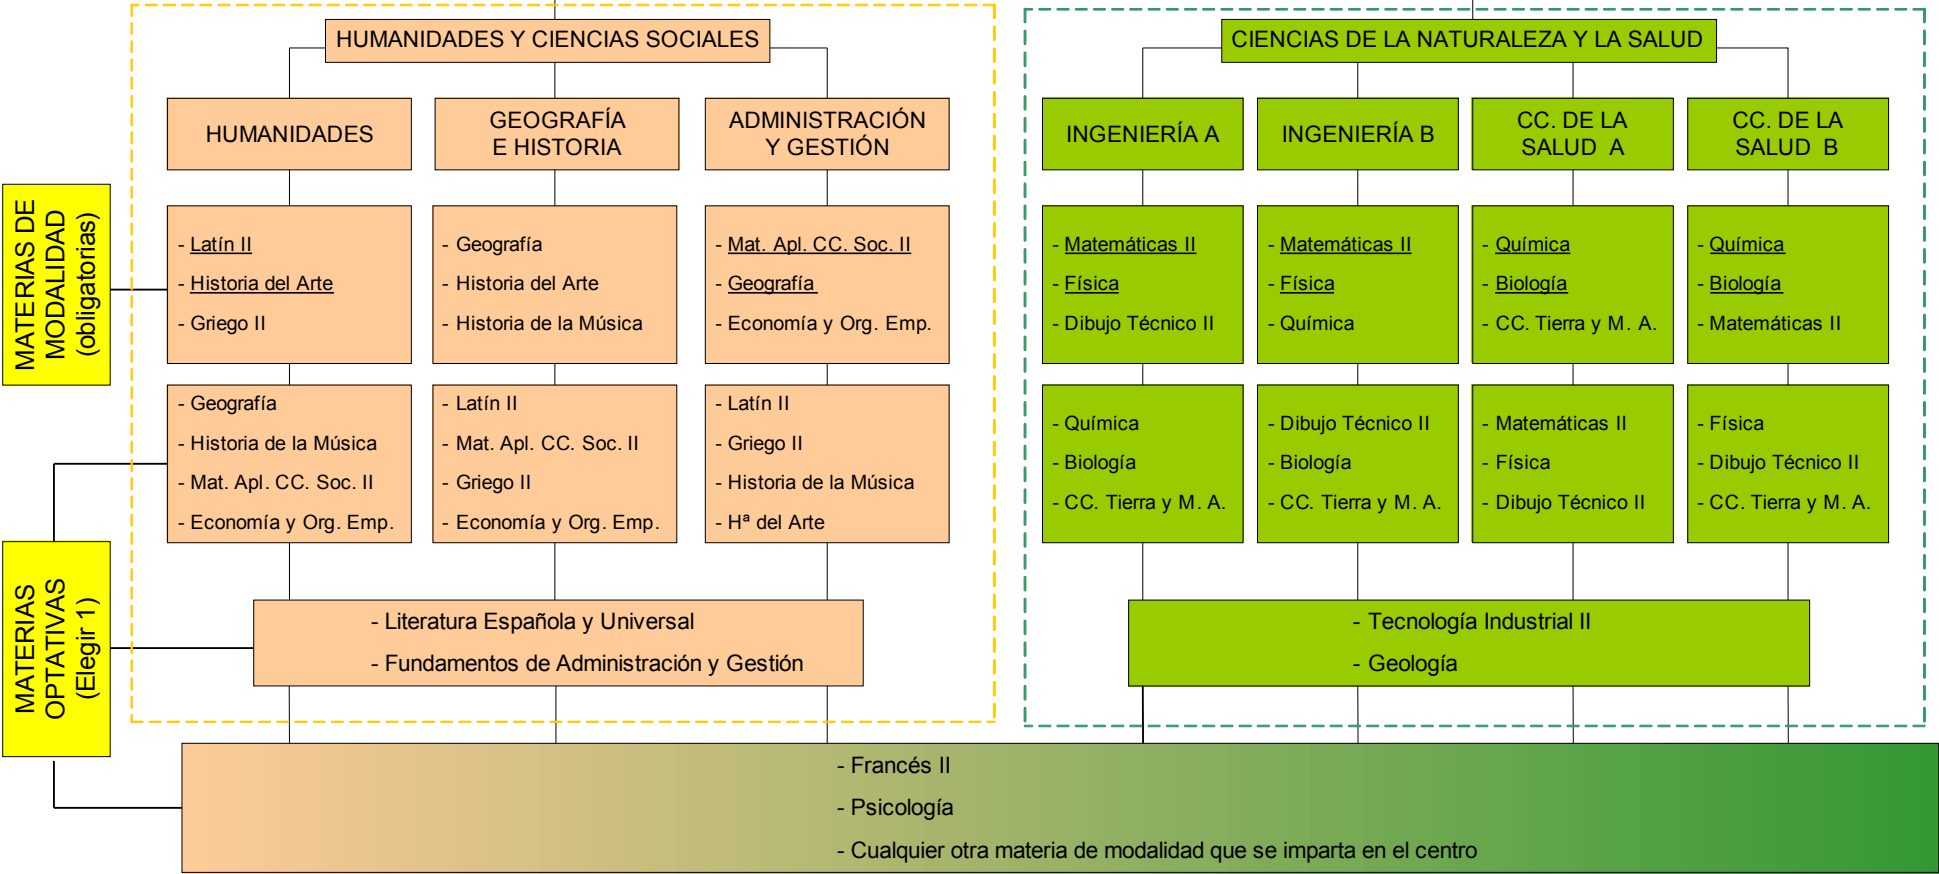 HUMANIDADES Y CIENCIAS SOCIALES
HUMANIDADES
GEOGRAFÍA
E HISTORIA
ADMINISTRACIÓN
Y GESTIÓN
CIENCIAS DE LA NATURALEZA Y LA SALUD
INGENIERÍA A
INGENIERÍA B
CC. DE LA
SALUD A
CC. DE LA
SALUD B
MATERIAS DE
MODALIDAD
(obligatorias)
- Latín II
- Historia del Arte
- Griego II
- Geografía
- Historia del Arte
- Historia de la Música
- Mat. Apl. CC. Soc. II
- Geografía
- Economía y Org. Emp.
- Matemáticas II
- Física
- Dibujo Técnico II
- Matemáticas II
- Física
- Química
- Química
- Biología
- CC. Tierra y M. A.
- Química
- Biología
- Matemáticas II
MATERIAS
OPTATIVAS
(Elegir 1)
- Geografía
- Historia de la Música
- Mat. Apl. CC. Soc. II
- Economía y Org. Emp.
- Latín II
- Mat. Apl. CC. Soc. II
- Griego II
- Economía y Org. Emp.
- Latín II
- Griego II
- Historia de la Música
- Hª del Arte
- Química
- Biología
- CC. Tierra y M. A.
- Dibujo Técnico II
- Biología
- CC. Tierra y M. A.
- Matemáticas II
- Física
- Dibujo Técnico II
- Física
- Dibujo Técnico II
- CC. Tierra y M. A.
- Literatura Española y Universal
- Fundamentos de Administración y Gestión
- Tecnología Industrial II
- Geología
- Francés II
- Psicología
- Cualquier otra materia de modalidad que se imparta en el centro